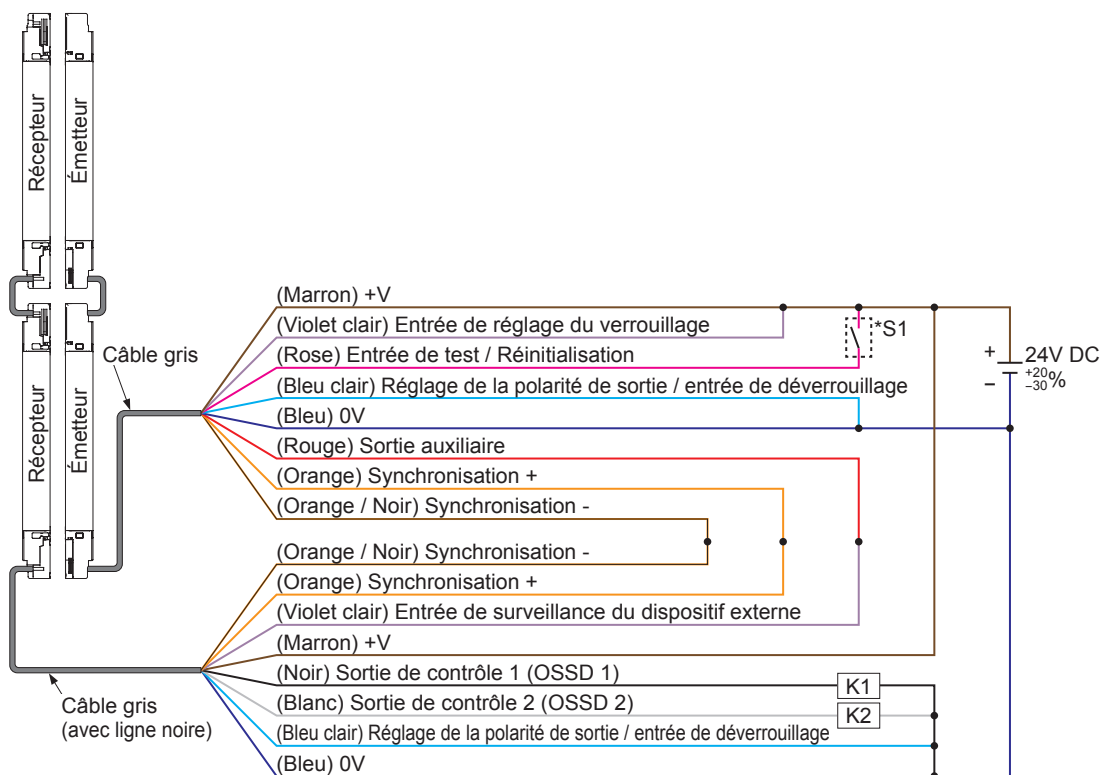 Récepteur
Émetteur
Récepteur
Émetteur
Câble gris
(Marron) +V
(Violet clair) Entrée de réglage du verrouillage
(Rose) Entrée de test / Réinitialisation
(Bleu clair) Réglage de la polarité de sortie / entrée de déverrouillage
(Bleu) 0V
(Rouge) Sortie auxiliaire
(Orange) Synchronisation +
(Orange / Noir) Synchronisation -
*S1
+
24V DC
+20
−30 %
−
(Orange / Noir) Synchronisation -
(Orange) Synchronisation +
(Violet clair) Entrée de surveillance du dispositif externe
(Marron) +V
(Noir) Sortie de contrôle 1 (OSSD 1)
K1
(Blanc) Sortie de contrôle 2 (OSSD 2)
K2
(Bleu clair) Réglage de la polarité de sortie / entrée de déverrouillage
(Bleu) 0V
Câble gris
(avec ligne noire)